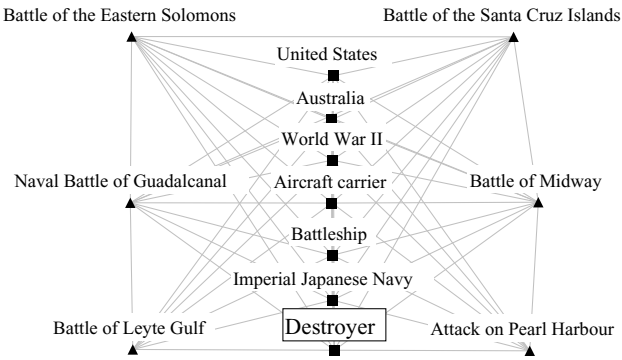 Battle of the Eastern Solomons
Battle of the Santa Cruz Islands
United States
Australia
World War II
Naval Battle of Guadalcanal
Aircraft carrier
Battle of Midway
Battleship
Imperial Japanese Navy
Battle of Leyte Gulf
Destroyer
Attack on Pearl Harbour